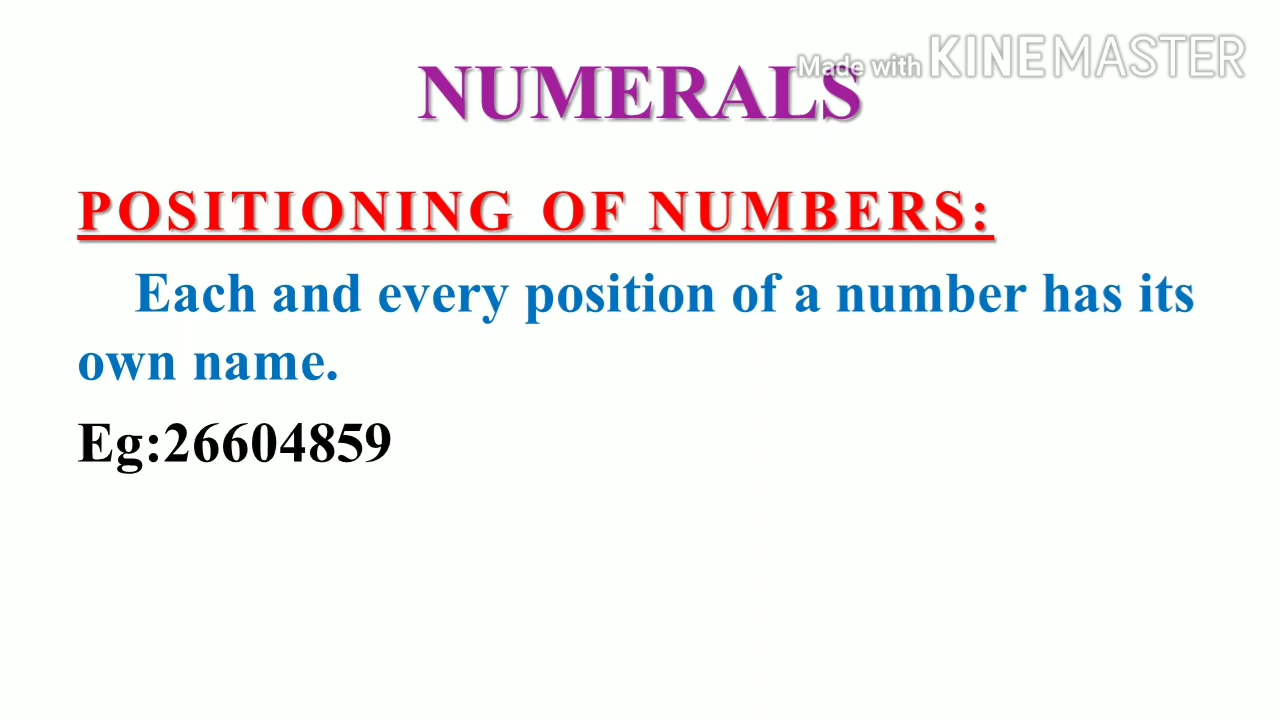 Made with KINEMASTER
NUMERALS
POSITIONING OF NUMBERS:
Each and every position of a number has its
own name.
Eg:26604859